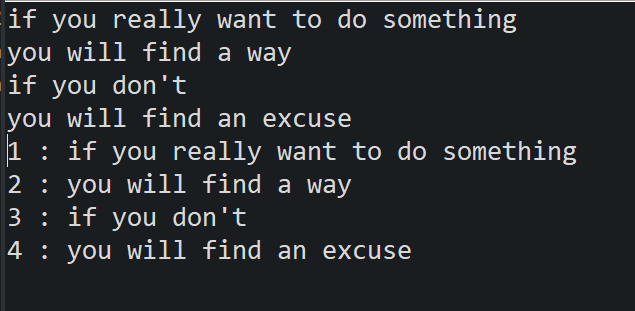 if you really want to do something
you will find a way
if you don't
you will find an excuse
1 : if you really want to do something
2 : you will find a way
3 : if you don't
4 : you will find an excuse